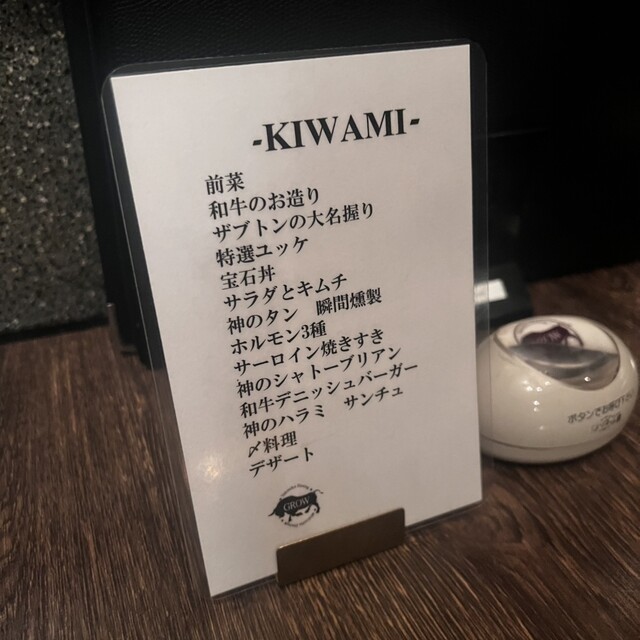 -KIWAMI-
前菜
和牛のお造り
ザブトンの大名握り
特選ユッケ
宝石丼
サラダとキムチ
神のタン　瞬間燻製
ホルモン3種
サーロイン焼きすき
神のシャトーブリアン
和牛デニッシュバーガー
神のハラミ　サンチュ
〆料理
デザート
GROW